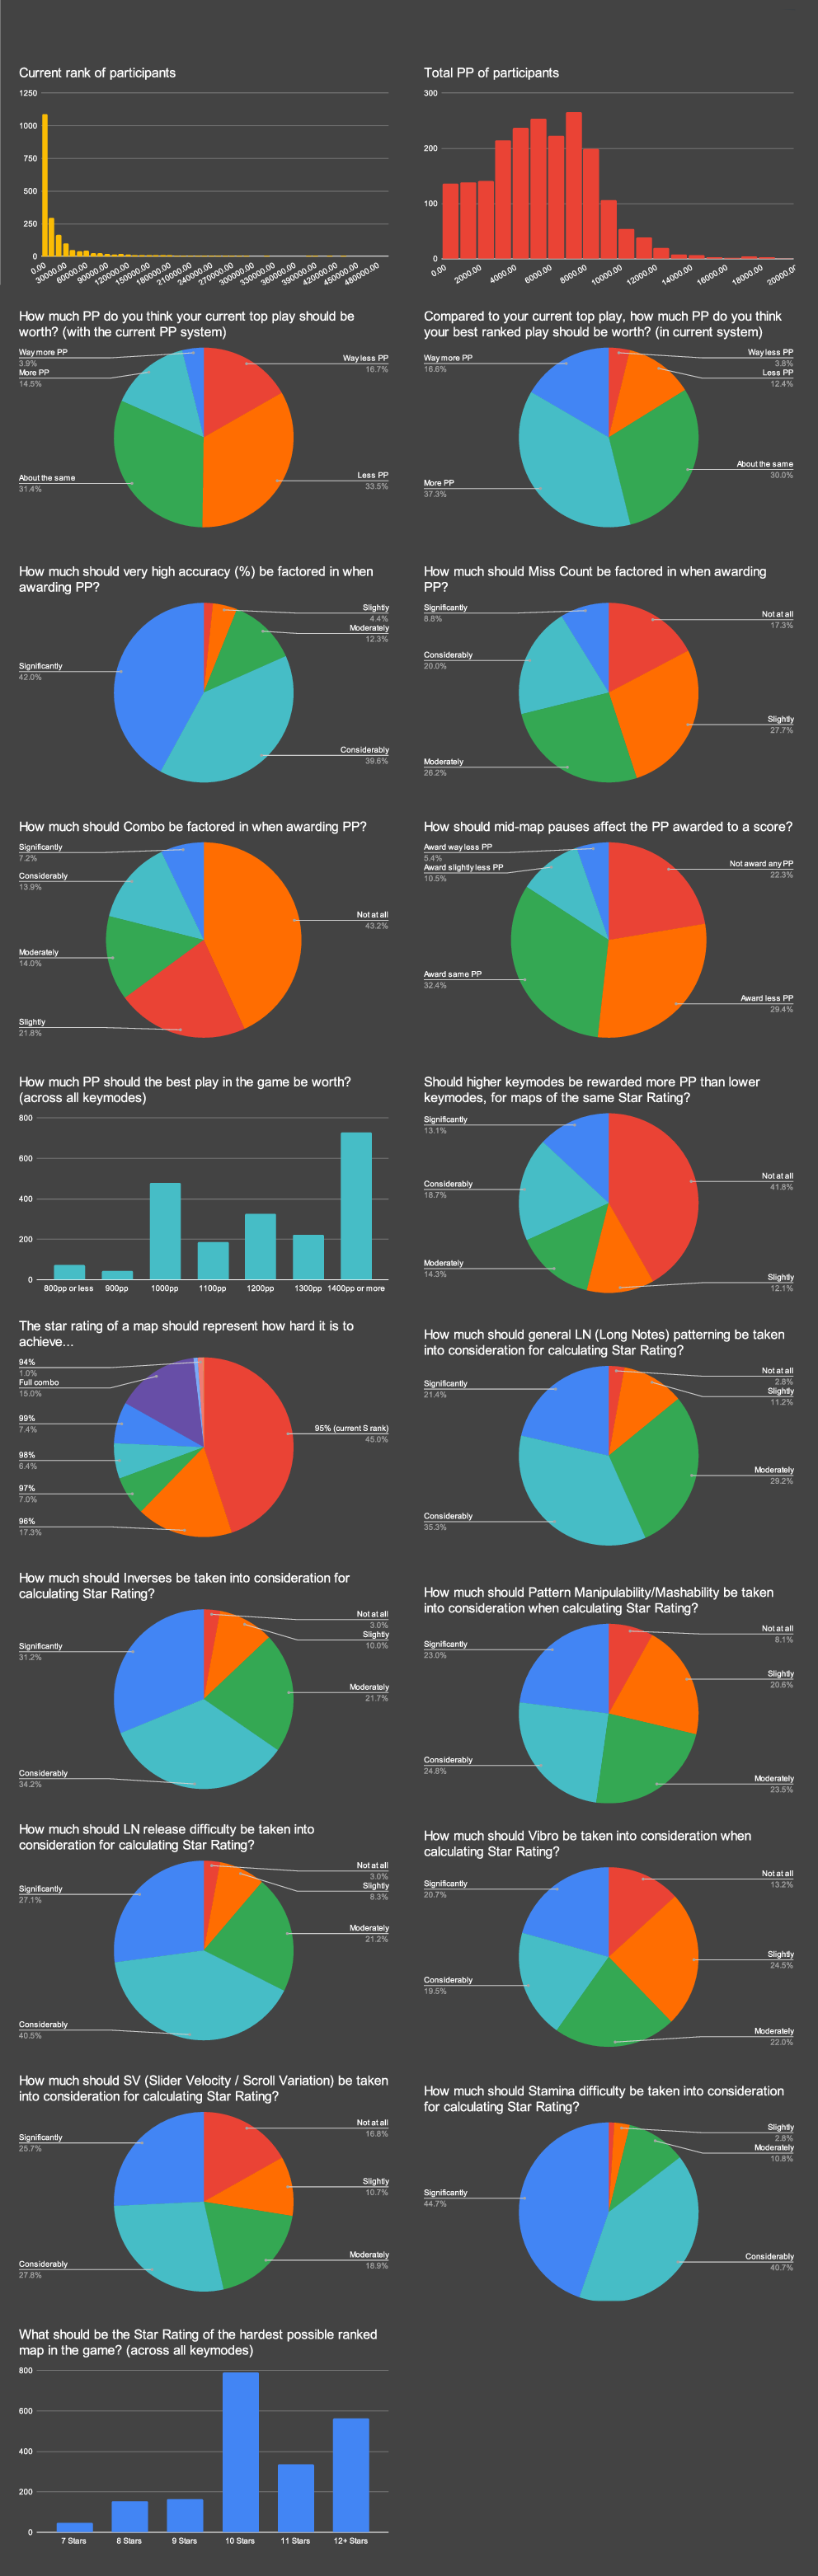 Current rank of participants
1250
1000
750
500
250
0
0.00
30000.00
60000.00
90000.00
120000.00
150000.00
180000.00
210000.00
240000.00
270000.00
300000.00
330000.00
360000.00
390000.00
420000.00
450000.00
480000.00
Total PP of participants
300
200
100
0
0.00
2000.00
4000.00
6000.00
8000.00
10000.00
12000.00
14000.00
16000.00
18000.00
20000.00
How much PP do you think your current top play should be
worth? (with the current PP system)
Way more PP
3.9%
More PP
14.5%
About the same
31.4%
Way less PP
16.7%
Less PP
33.5%
Compared to your current top play, how much PP do you think
your best ranked play should be worth? (in current system)
Way more PP
16.6%
More PP
37.3%
Way less PP
3.8%
Less PP
12.4%
About the same
30.0%
How much should very high accuracy (%) be factored in when
awarding PP?
Significantly
42.0%
Slightly
4.4%
Moderately
12.3%
Considerably
39.6%
How much should Miss Count be factored in when awarding
PP?
Significantly
8.8%
Considerably
20.0%
Moderately
26.2%
Not at all
17.3%
Slightly
27.7%
How much should Combo be factored in when awarding PP?
Significantly
7.2%
Considerably
13.9%
Moderately
14.0%
Slightly
21.8%
Not at all
43.2%
How should mid-map pauses affect the PP awarded to a score?
Award way less PP
5.4%
Award slightly less PP
10.5%
Award same PP
32.4%
Not award any PP
22.3%
Award less PP
29.4%
How much PP should the best play in the game be worth?
(across all keymodes)
800
600
400
200
0
800pp or less
900pp
1000pp
1100pp
1200pp
1300pp
1400pp or more
Should higher keymodes be rewarded more PP than lower
keymodes, for maps of the same Star Rating?
Significantly
13.1%
Considerably
18.7%
Moderately
14.3%
Not at all
41.8%
Slightly
12.1%
The star rating of a map should represent how hard it is to
achieve...
94%
1.0%
Full combo
15.0%
99%
7.4%
98%
6.4%
97%
7.0%
96%
17.3%
95% (current S rank)
45.0%
How much should general LN (Long Notes) patterning be taken
into consideration for calculating Star Rating?
Significantly
21.4%
Considerably
35.3%
Not at all
2.8%
Slightly
11.2%
Moderately
29.2%
How much should Inverses be taken into consideration for
calculating Star Rating?
Significantly
31.2%
Considerably
34.2%
Not at all
3.0%
Slightly
10.0%
Moderately
21.7%
How much should Pattern Manipulability/Mashability be taken
into consideration when calculating Star Rating?
Significantly
23.0%
Considerably
24.8%
Not at all
8.1%
Slightly
20.6%
Moderately
23.5%
How much should LN release difficulty be taken into
consideration for calculating Star Rating?
Significantly
27.1%
Considerably
40.5%
Not at all
3.0%
Slightly
8.3%
Moderately
21.2%
How much should Vibro be taken into consideration when
calculating Star Rating?
Significantly
20.7%
Considerably
19.5%
Not at all
13.2%
Slightly
24.5%
Moderately
22.0%
How much should SV (Slider Velocity / Scroll Variation) be taken
into consideration for calculating Star Rating?
Significantly
25.7%
Considerably
27.8%
Not at all
16.8%
Slightly
10.7%
Moderately
18.9%
How much should Stamina difficulty be taken into consideration
for calculating Star Rating?
Significantly
44.7%
Slightly
2.8%
Moderately
10.8%
Considerably
40.7%
What should be the Star Rating of the hardest possible ranked
map in the game? (across all keymodes)
800
600
400
200
0
7 Stars
8 Stars
9 Stars
10 Stars
11 Stars
12+ Stars